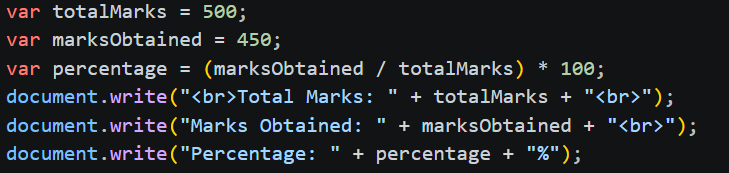 var totalMarks = 500;
var marksObtained = 450;
var percentage = (marksObtained / totalMarks) * 100;
document.write("<br>Total Marks: " + totalMarks + "<br>");
document.write("Marks Obtained: " + marksObtained + "<br>");
document.write("Percentage: " + percentage + "%");